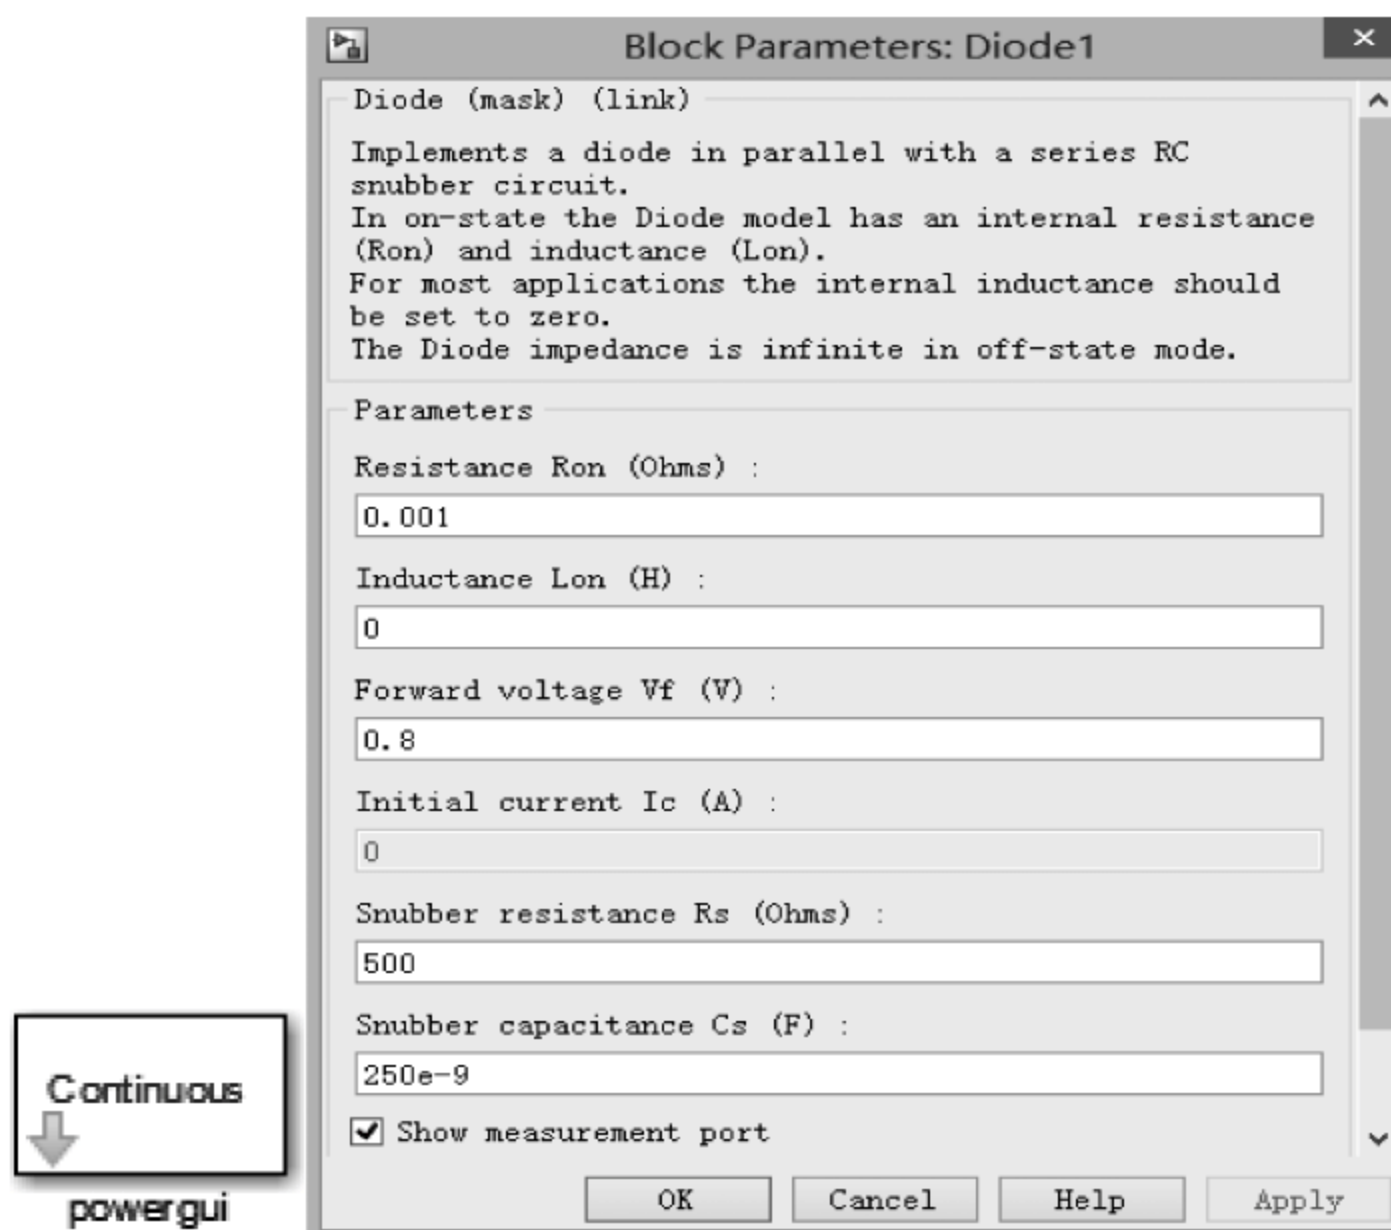 Block Parameters: Diode1
Diode (mask) (link)
Implements a diode in parallel with a series RC
snubber circuit.
In on-state the Diode model has an internal resistance
(Ron) and inductance (Lon).
For most applications the internal inductance should
be set to zero.
The Diode impedance is infinite in off-state mode.
Parameters
Resistance Ron (Ohms) :
0.001
Inductance Lon (H) :
0
Forward voltage Vf (V) :
0.8
Initial current Ic (A) :
0
Snubber resistance Rs (Ohms) :
500
Snubber capacitance Cs (F) :
250e-9
Show measurement port
OK Cancel Help Apply
Continuous
powergui